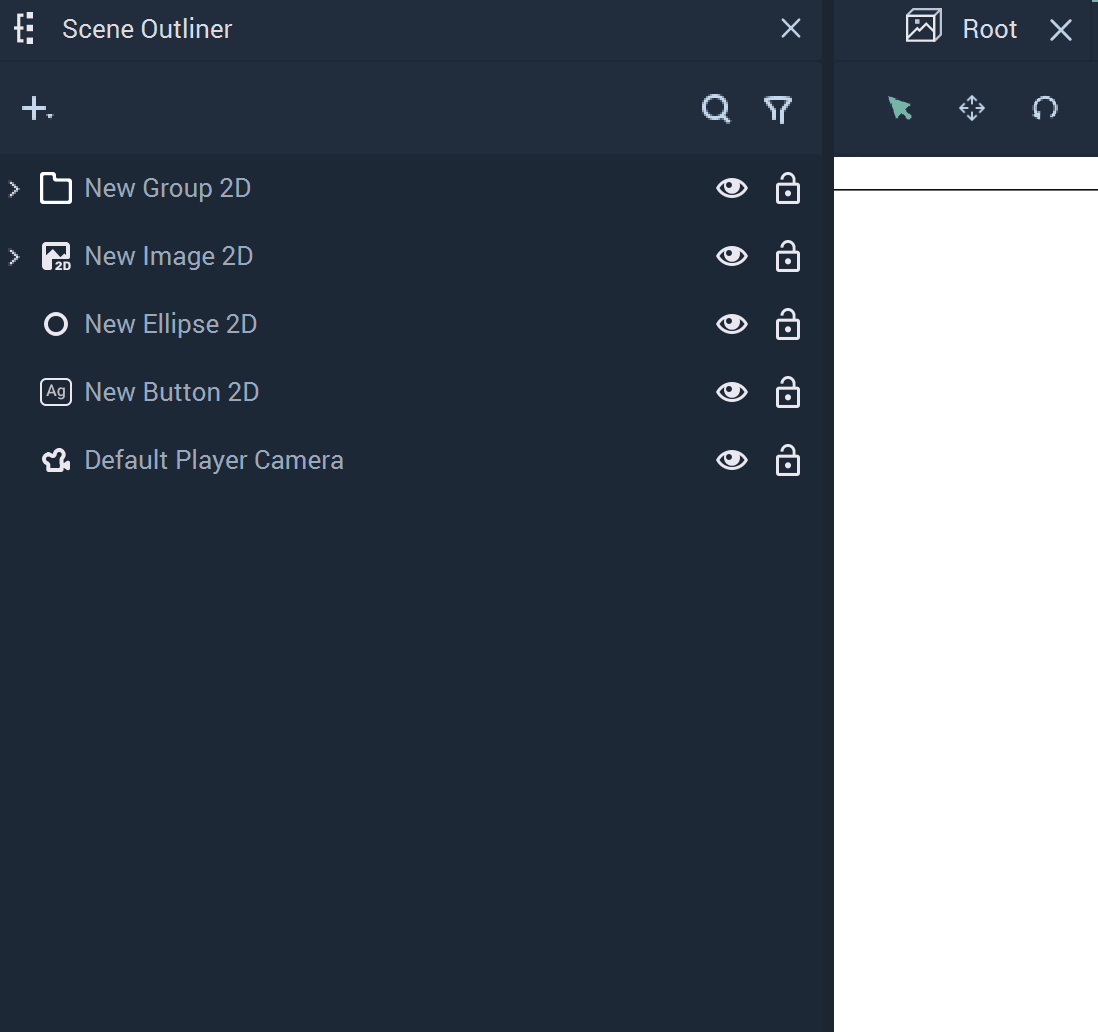 Scene Outliner
Root
New Group 2D
2D New Image 2D
New Ellipse 2D
Ag New Button 2D
Default Player Camera